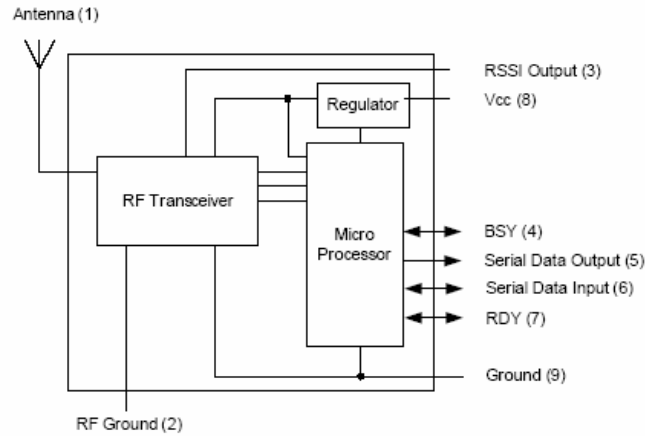 Antenna (1)
RSSI Output (3)
Regulator
Vcc (8)
RF Transceiver
Micro
Processor
BSY (4)
Serial Data Output (5)
Serial Data Input (6)
RDY (7)
Ground (9)
RF Ground (2)